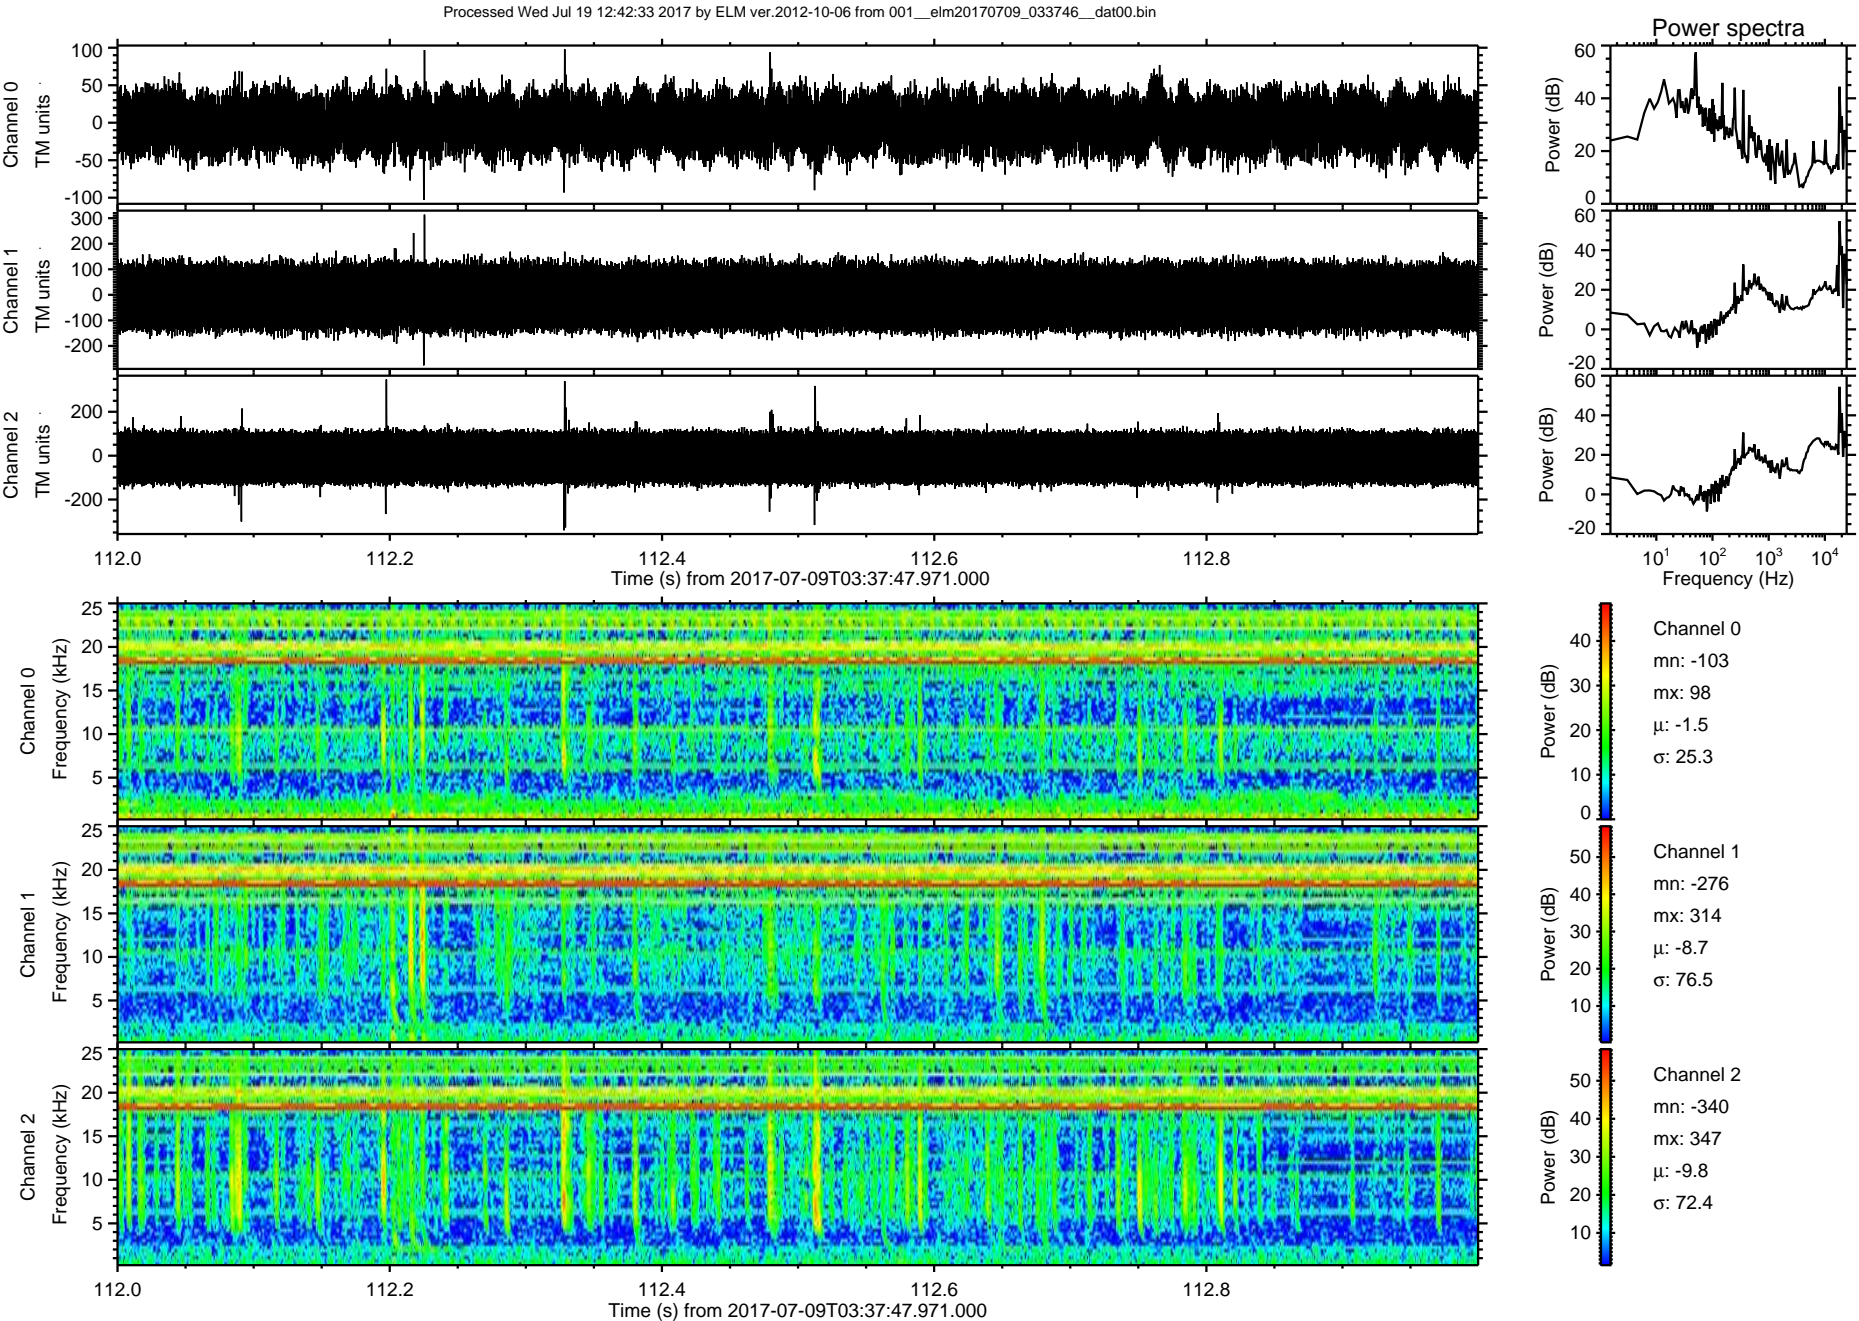 Processed Wed Jul 19 12:42:33 2017 by ELM ver.2012-10-06 from 001__elm20170709_033746__dat00.bin
Power spectra
Channel 0
TM units
100
50
0
-50
-100
Power (dB)
60
40
20
0
Channel 1
TM units
300
200
100
0
-100
-200
Power (dB)
60
40
20
0
-20
Channel 2
TM units
200
0
-200
Power (dB)
60
40
20
0
-20
112.0 112.2 112.4 112.6 112.8
Time (s) from 2017-07-09T03:37:47.971.000
10¹ 10² 10³ 10⁴
Frequency (Hz)
Channel 0
Frequency (kHz)
25
20
15
10
5
Power (dB)
40
30
20
10
0
Channel 0
mn: -103
mx: 98
μ: -1.5
σ: 25.3
Channel 1
Frequency (kHz)
25
20
15
10
5
Power (dB)
50
40
30
20
10
Channel 1
mn: -276
mx: 314
μ: -8.7
σ: 76.5
Channel 2
Frequency (kHz)
25
20
15
10
5
Power (dB)
50
40
30
20
10
Channel 2
mn: -340
mx: 347
μ: -9.8
σ: 72.4
112.0 112.2 112.4 112.6 112.8
Time (s) from 2017-07-09T03:37:47.971.000